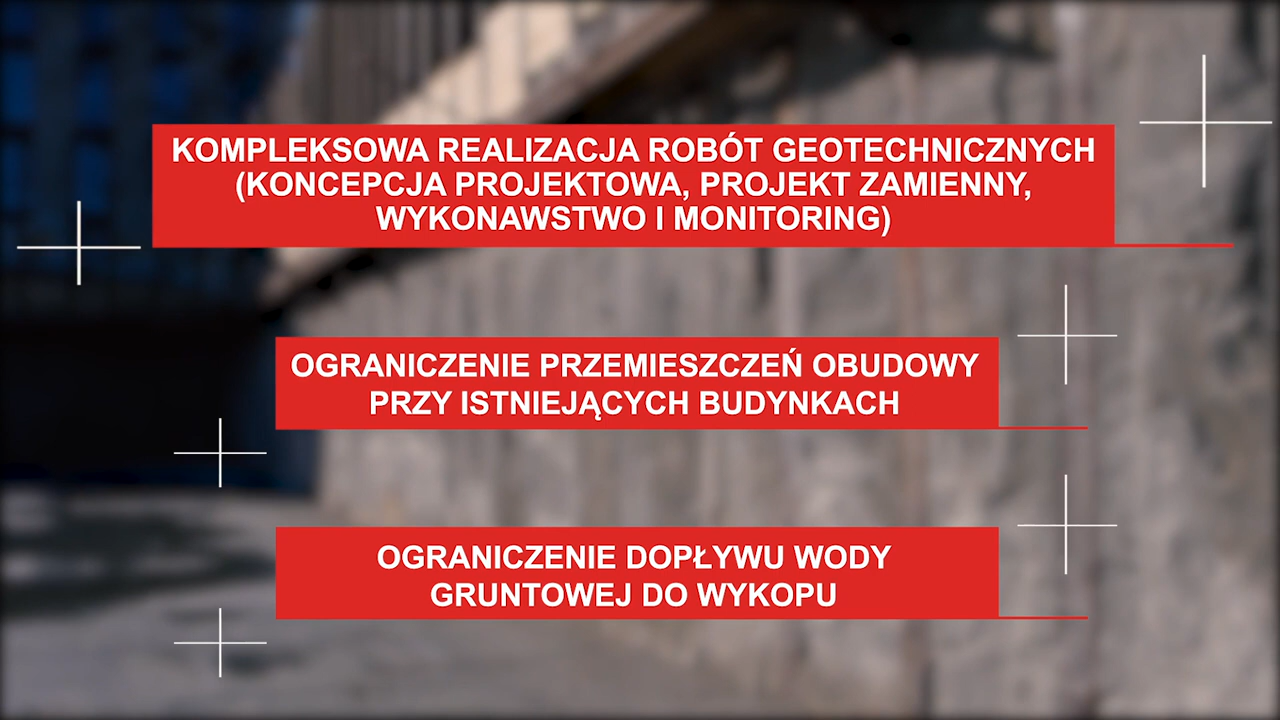 KOMPLEKSOWA REALIZACJA ROBÓT GEOTECHNICZNYCH
(KONCEPCJA PROJEKTOWA, PROJEKT ZAMIENNY,
WYKONAWSTWO I MONITORING)
OGRANICZENIE PRZEMIESZCZEŃ OBUDOWY
PRZY ISTNIEJĄCYCH BUDYNKACH
OGRANICZENIE DOPŁYWU WODY
GRUNTOWEJ DO WYKOPU